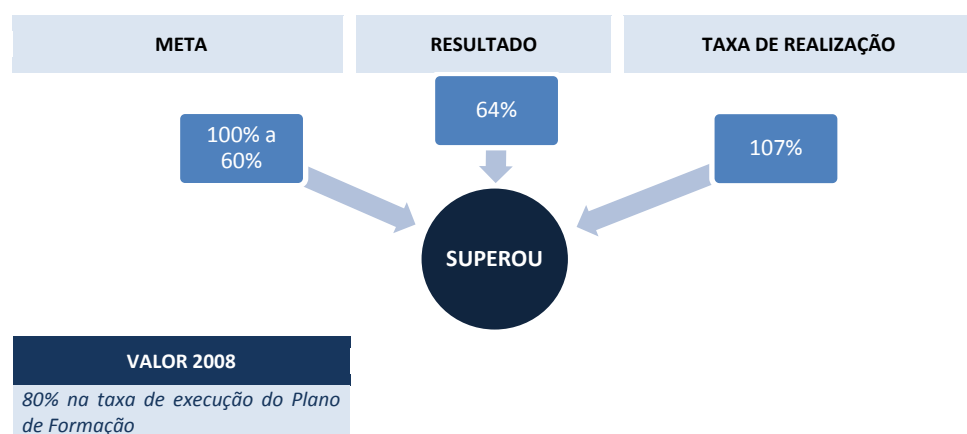 META
RESULTADO
TAXA DE REALIZAÇÃO
100% a
60%
64%
107%
SUPEROU
VALOR 2008
80% na taxa de execução do Plano
de Formação